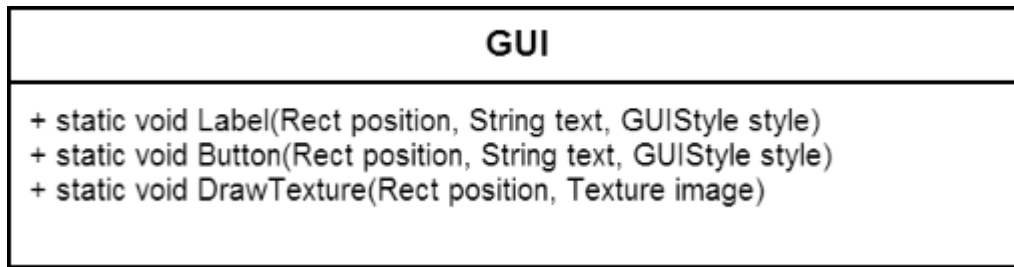 GUI
+ static void Label(Rect position, String text, GUIStyle style)
+ static void Button(Rect position, String text, GUIStyle style)
+ static void DrawTexture(Rect position, Texture image)